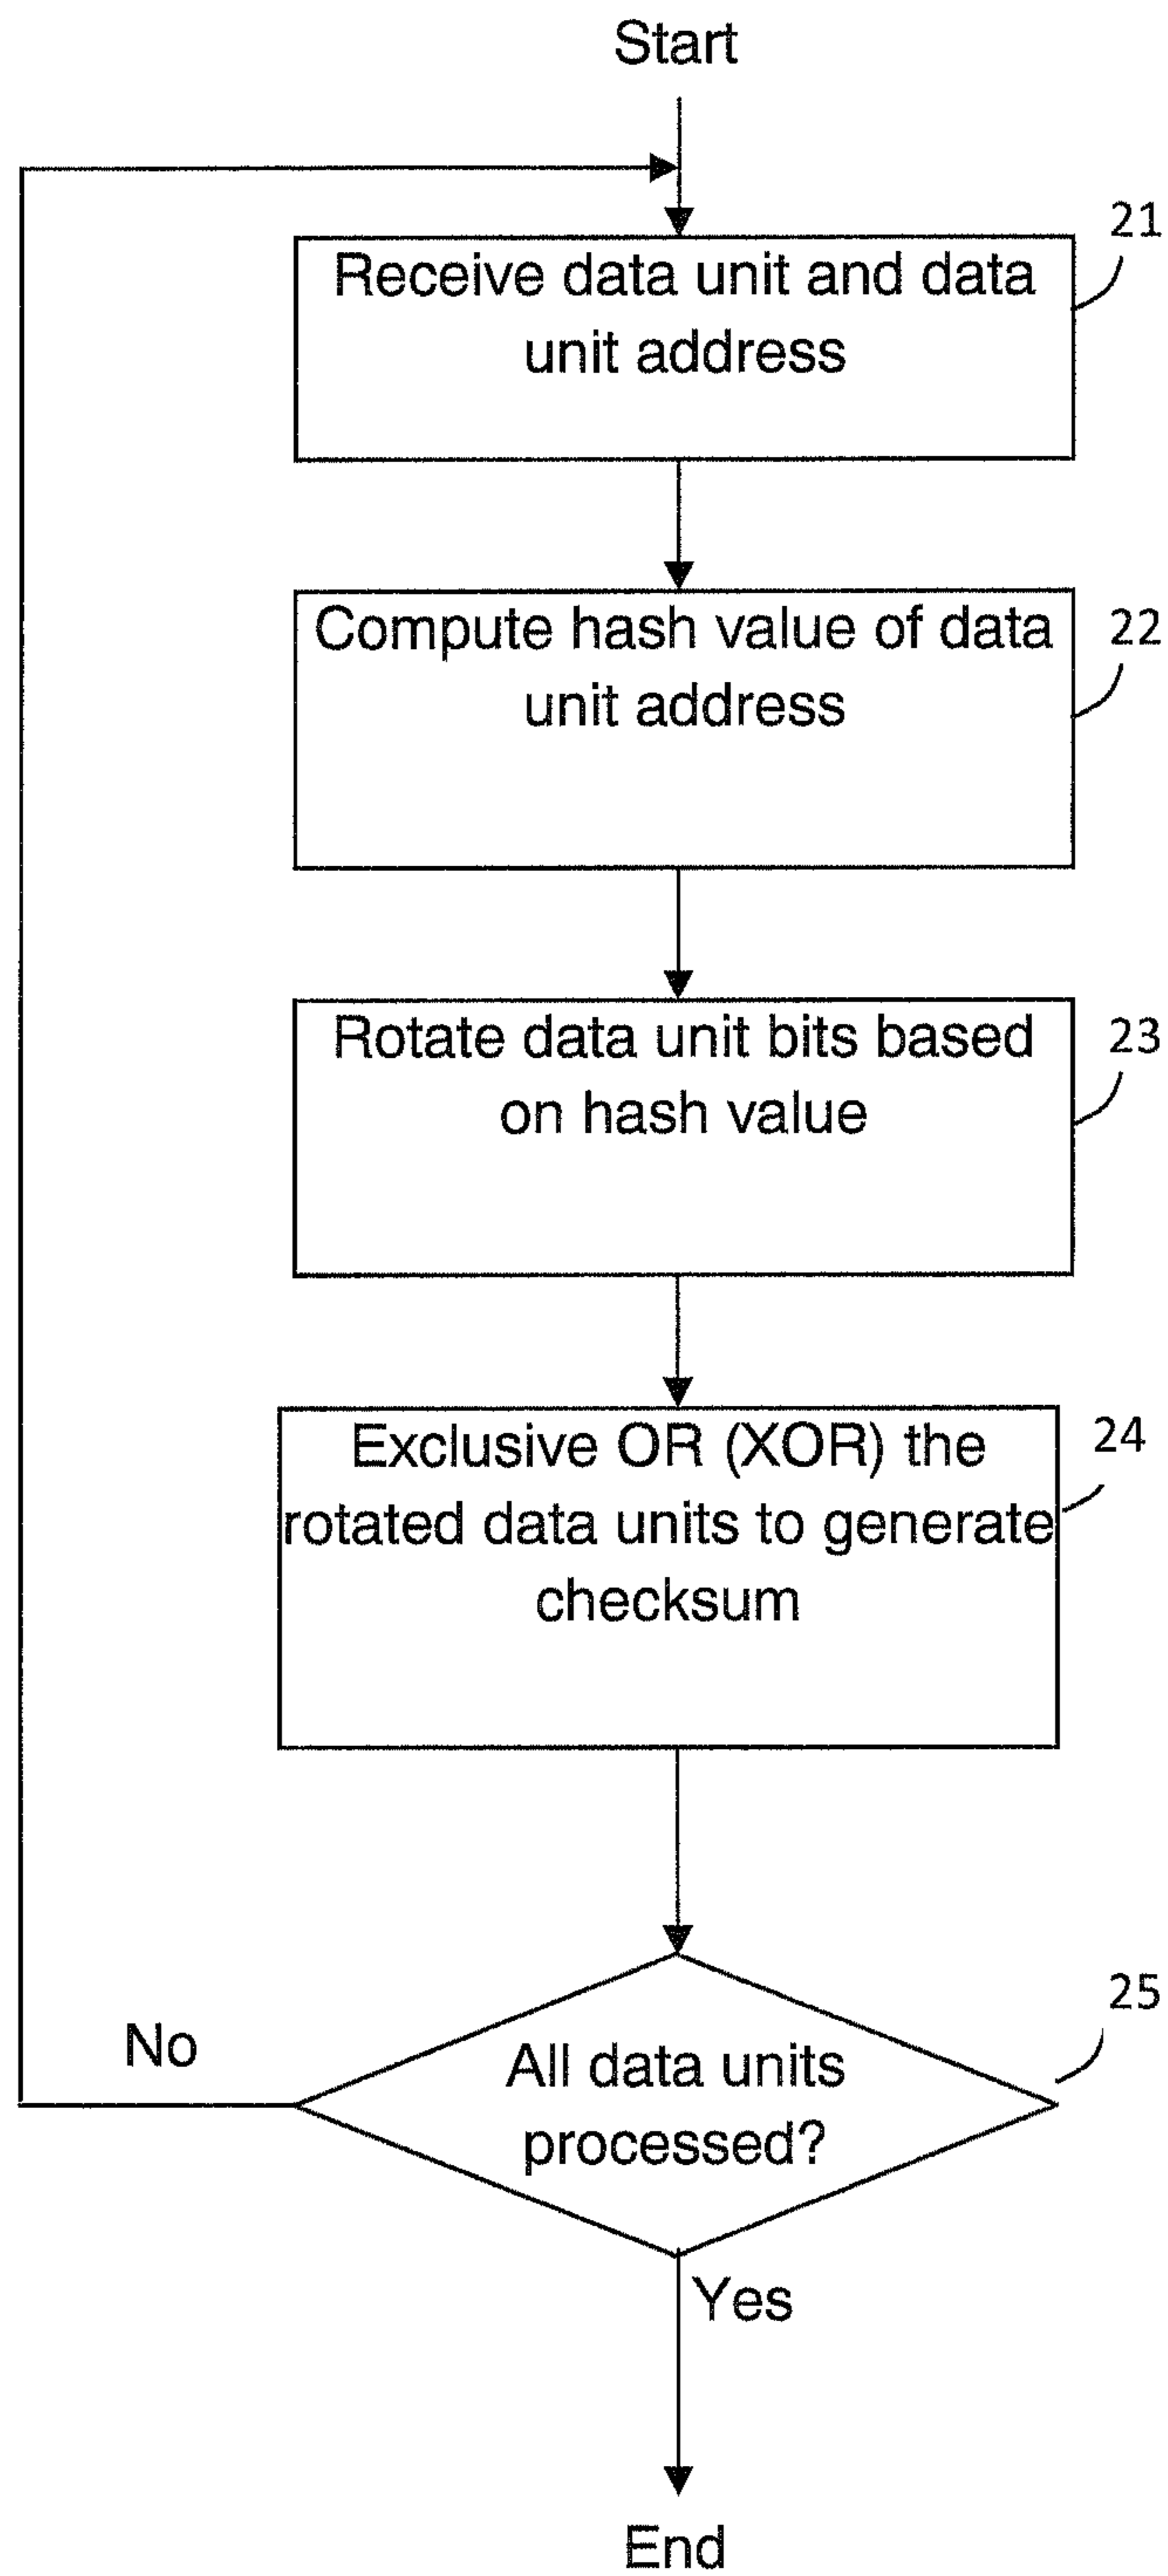 Start
21
Receive data unit and data
unit address
22
Compute hash value of data
unit address
23
Rotate data unit bits based
on hash value
24
Exclusive OR (XOR) the
rotated data units to generate
checksum
25
No
All data units
processed?
Yes
End